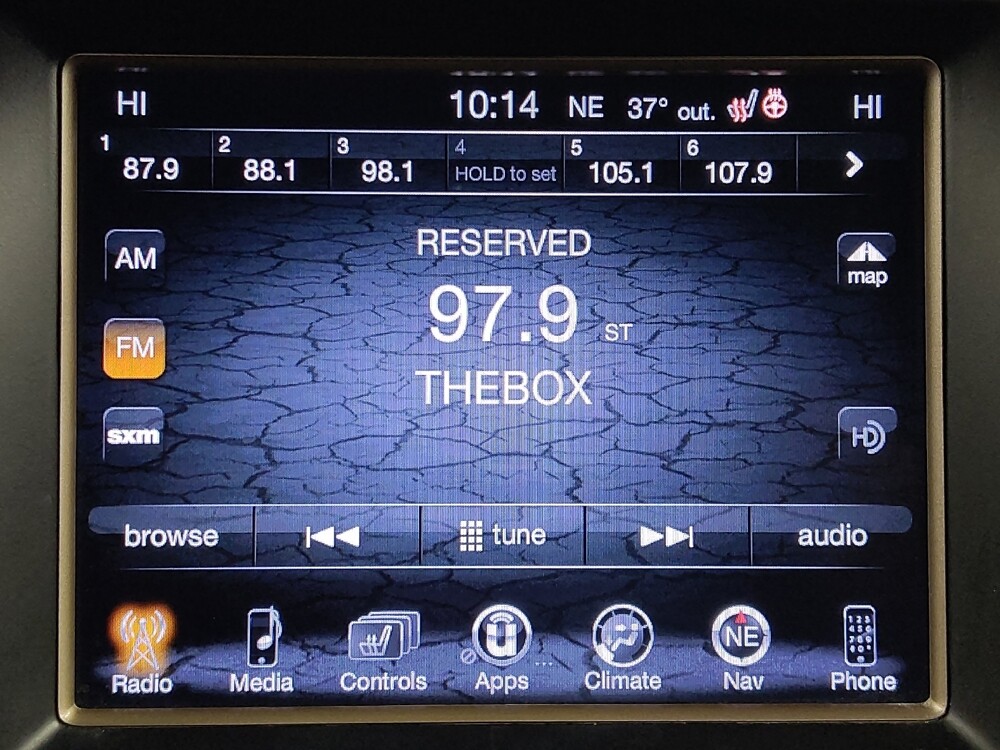 HI 10:14 NE 37° out. HI
1 87.9 2 88.1 3 98.1 4 HOLD to set 5 105.1 6 107.9
RESERVED
AM
map
97.9 ST
FM
THEBOX
sxm
HD
browse tune audio
NE
Radio Media Controls Apps Climate Nav Phone